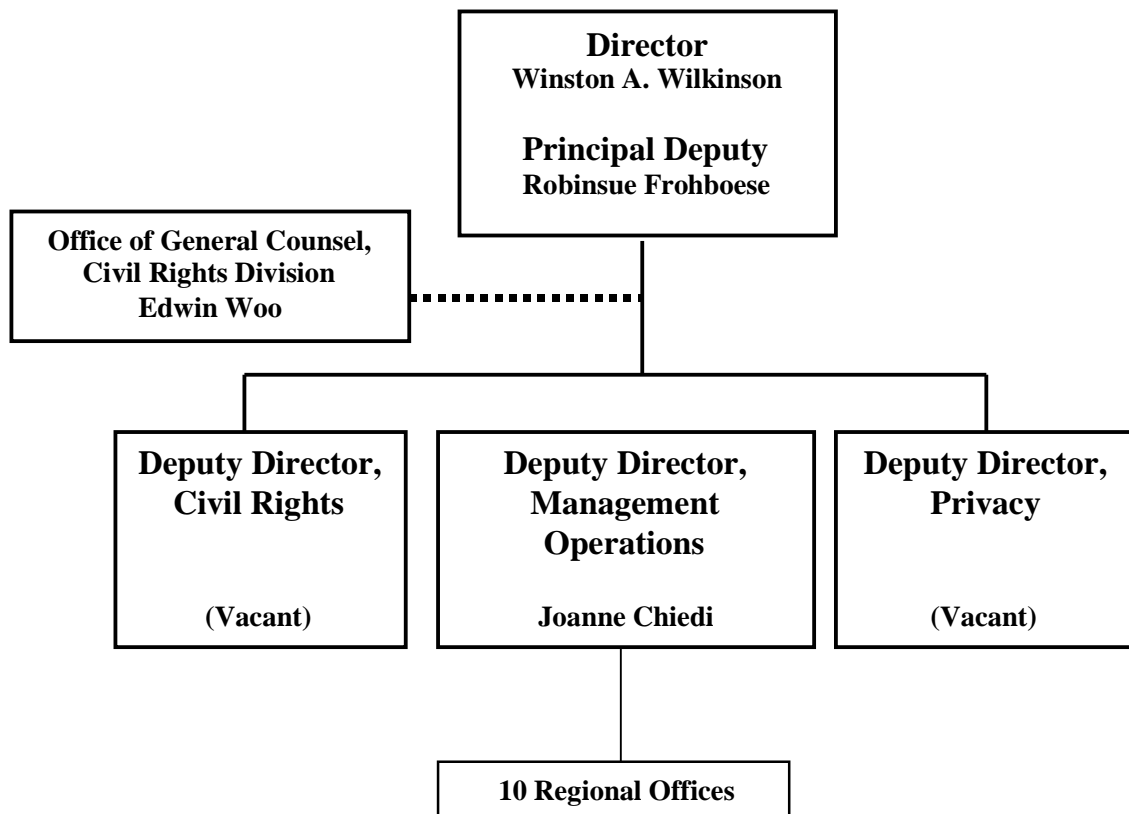 Director
Winston A. Wilkinson
Principal Deputy
Robinsue Frohboese
Office of General Counsel,
Civil Rights Division
Edwin Woo
Deputy Director,
Civil Rights
(Vacant)
Deputy Director,
Management
Operations
Joanne Chiedi
Deputy Director,
Privacy
(Vacant)
10 Regional Offices